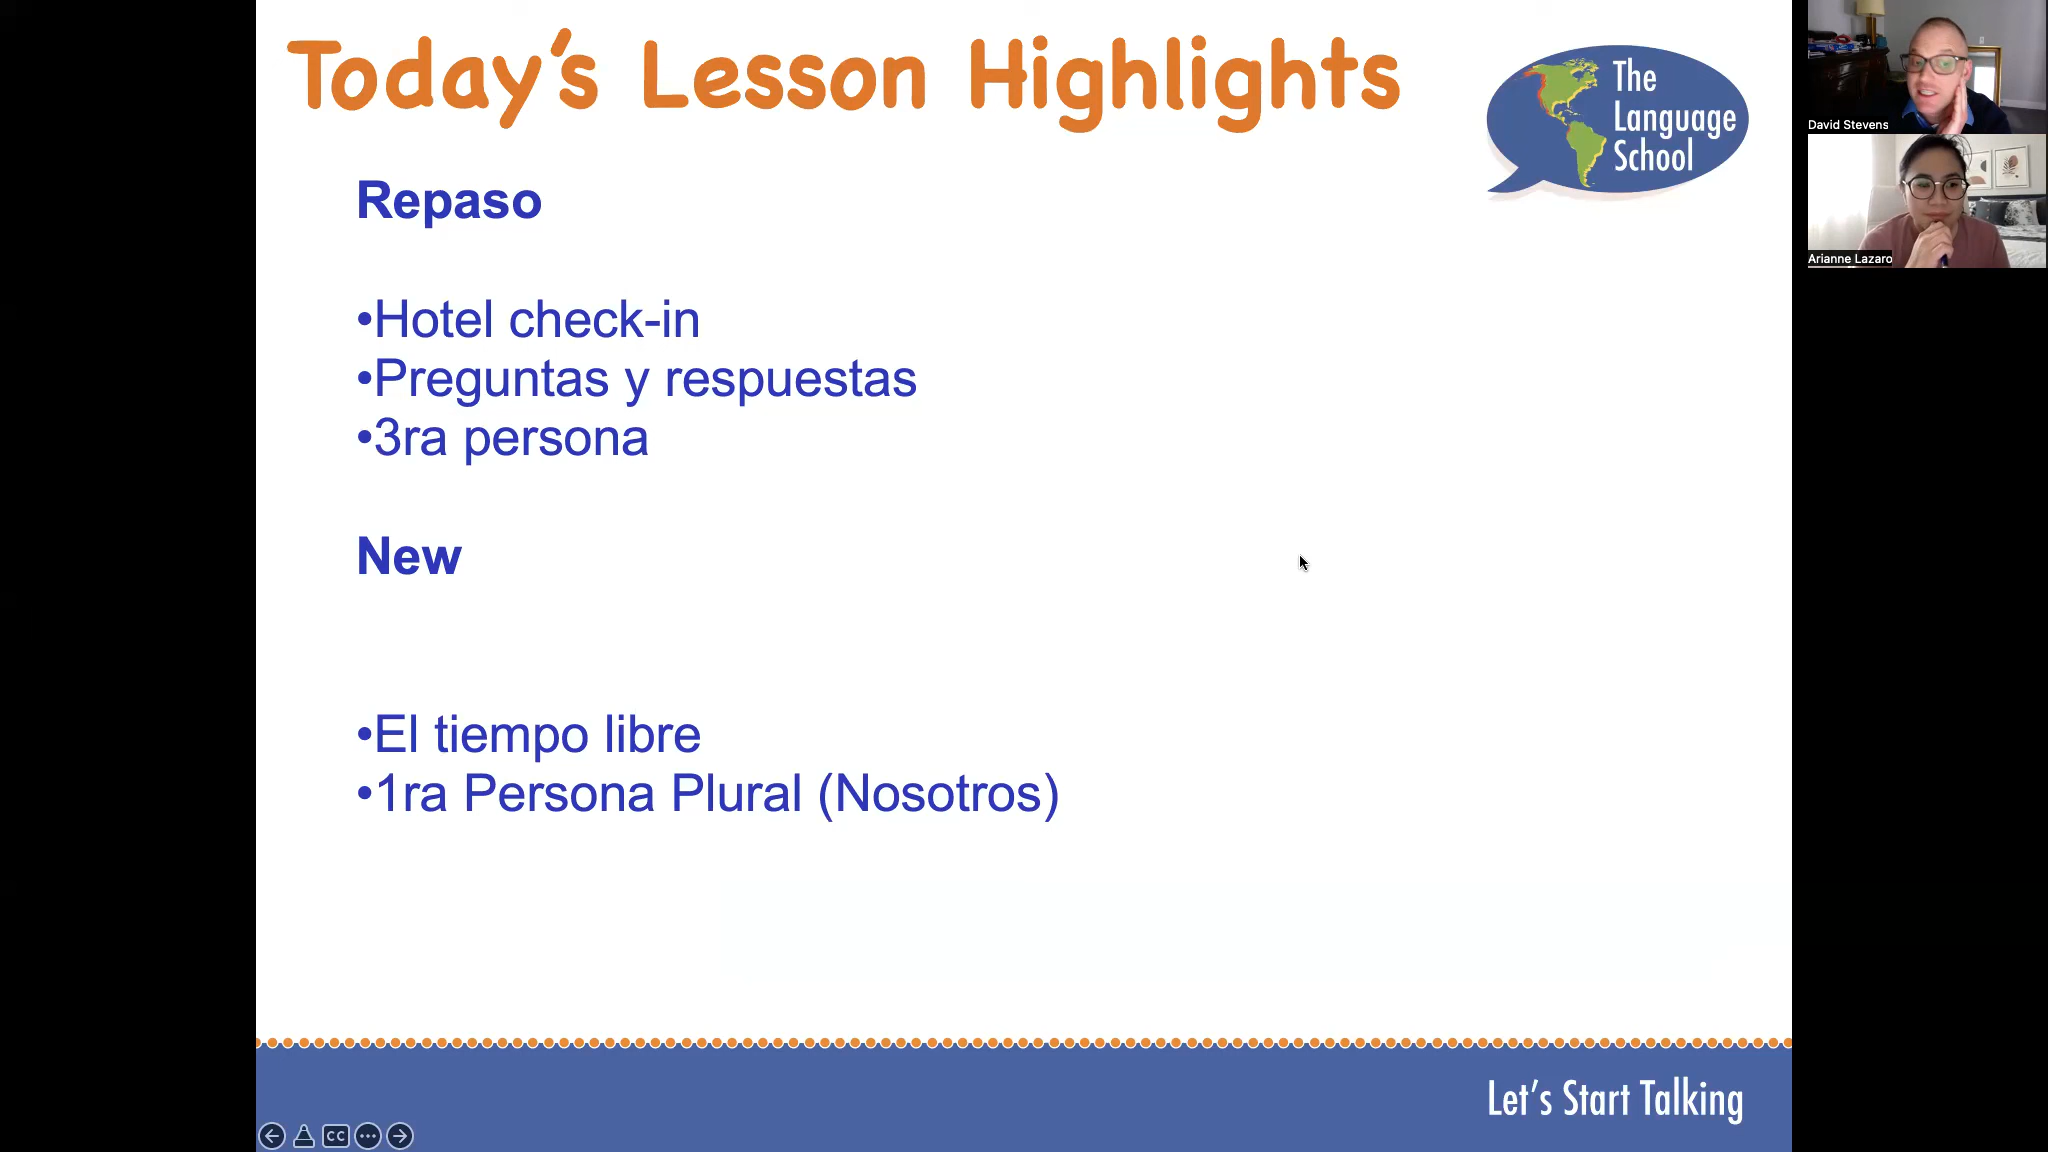 Today's Lesson Highlights
The
Language
School
Repaso
•Hotel check-in
•Preguntas y respuestas
•3ra persona
New
•El tiempo libre
•1ra Persona Plural (Nosotros)
Let's Start Talking
CC
David Stevens
Arianne Lazaro